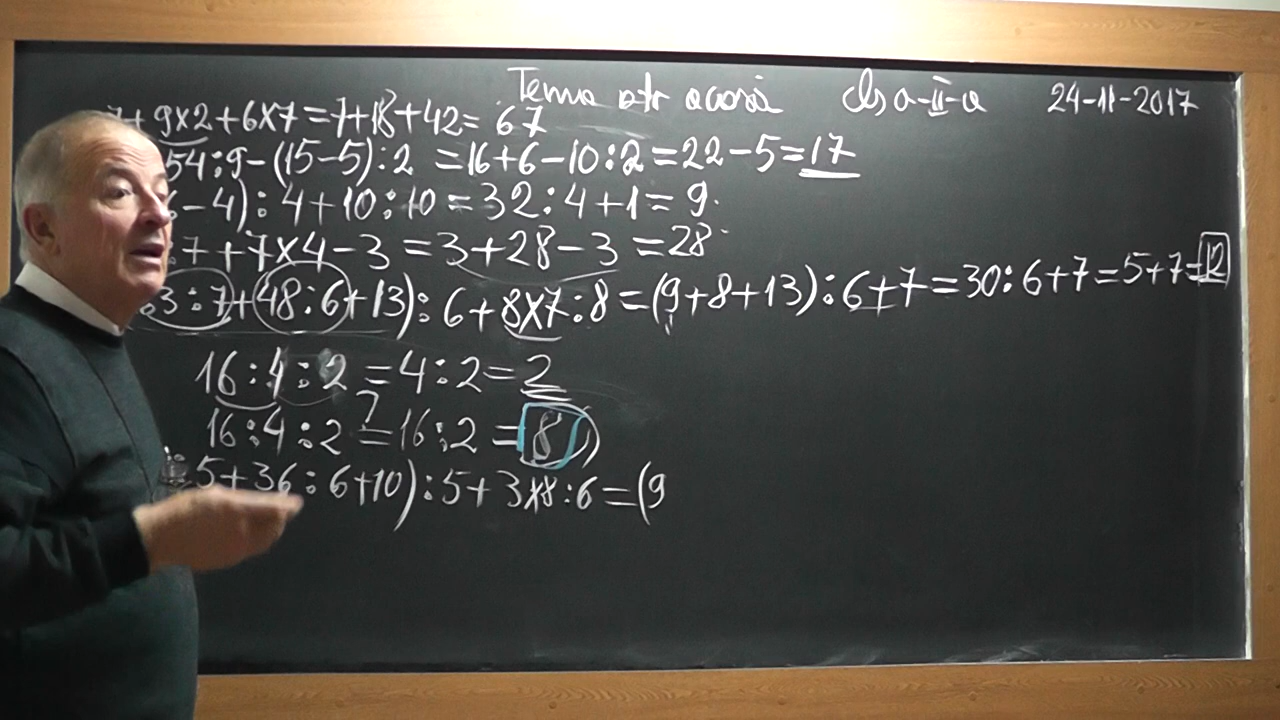 Tema ptr acasă cls a-II-a 24-11-2017
7+9x2+6x7=7+18+42=67
54:9-(15-5):2=16+6-10:2=22-5=17
-4):4+10:10=32:4+1=9
:7+7x4-3=3+28-3=28
3:7+48:6+13):6+8x7:8=(9+8+13):6+7=30:6+7=5+7=12
16:4:2=4:2=2
16:4:2?=16:2=8
:5+36:6+10):5+3x8:6=(9